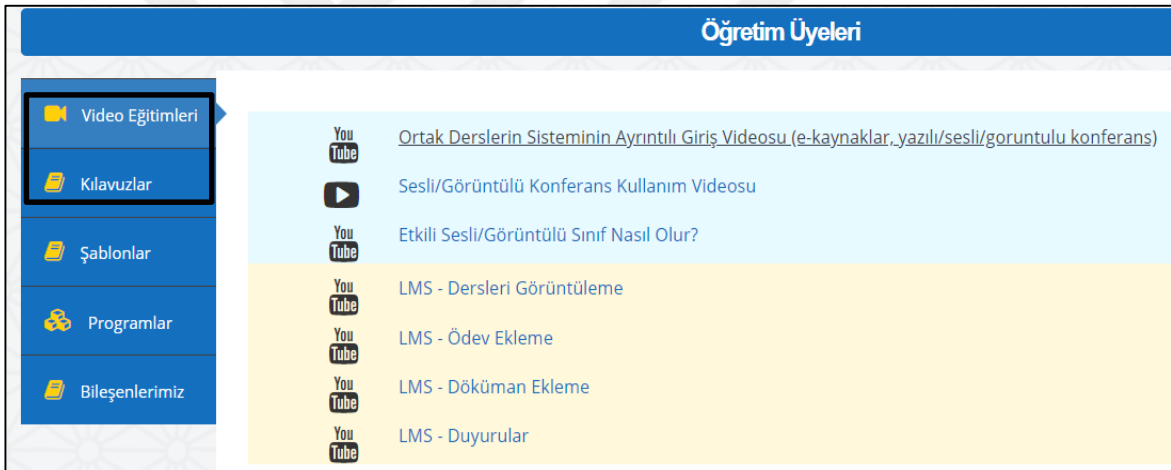 Öğretim Üyeleri
Video Eğitimleri
Kılavuzlar
Şablonlar
Programlar
Bileşenlerimiz
You Tube Ortak Derslerin Sisteminin Ayrıntılı Giriş Videosu (e-kaynaklar, yazılı/sesli/goruntulu konferans)
Sesli/Görüntülü Konferans Kullanım Videosu
You Tube Etkili Sesli/Görüntülü Sınıf Nasıl Olur?
You Tube LMS - Dersleri Görüntüleme
You Tube LMS - Ödev Ekleme
You Tube LMS - Döküman Ekleme
You Tube LMS - Duyurular